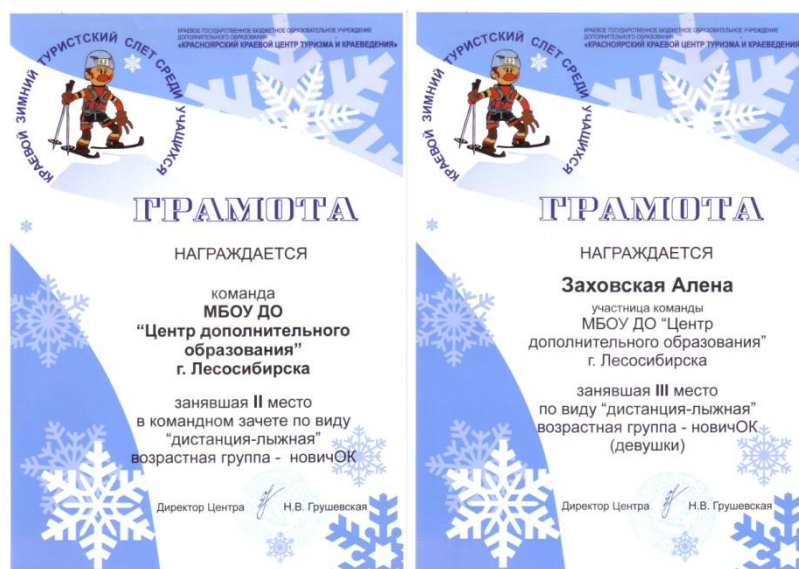 КРАЕВОЙ ЗИМНИЙ ТУРИСТСКИЙ СЛЕТ СРЕДИ УЧАЩИХСЯ
КРАЕВОЕ ГОСУДАРСТВЕННОЕ БЮДЖЕТНОЕ ОБРАЗОВАТЕЛЬНОЕ УЧРЕЖДЕНИЕ
ДОПОЛНИТЕЛЬНОГО ОБРАЗОВАНИЯ
«КРАСНОЯРСКИЙ КРАЕВОЙ ЦЕНТР ТУРИЗМА И КРАЕВЕДЕНИЯ»
ГРАМОТА
НАГРАЖДАЕТСЯ
команда
МБОУ ДО
“Центр дополнительного
образования”
г. Лесосибирска
занявшая II место
в командном зачете по виду
“дистанция-лыжная”
возрастная группа - новичОК
Директор Центра Н.В. Грушевская
КРАЕВОЙ ЗИМНИЙ ТУРИСТСКИЙ СЛЕТ СРЕДИ УЧАЩИХСЯ
КРАЕВОЕ ГОСУДАРСТВЕННОЕ БЮДЖЕТНОЕ ОБРАЗОВАТЕЛЬНОЕ УЧРЕЖДЕНИЕ
ДОПОЛНИТЕЛЬНОГО ОБРАЗОВАНИЯ
«КРАСНОЯРСКИЙ КРАЕВОЙ ЦЕНТР ТУРИЗМА И КРАЕВЕДЕНИЯ»
ГРАМОТА
НАГРАЖДАЕТСЯ
Заховская Алена
участница команды
МБОУ ДО “Центр
дополнительного образования”
г. Лесосибирска
занявшая III место
по виду “дистанция-лыжная”
возрастная группа - новичОК
(девушки)
Директор Центра Н.В. Грушевская